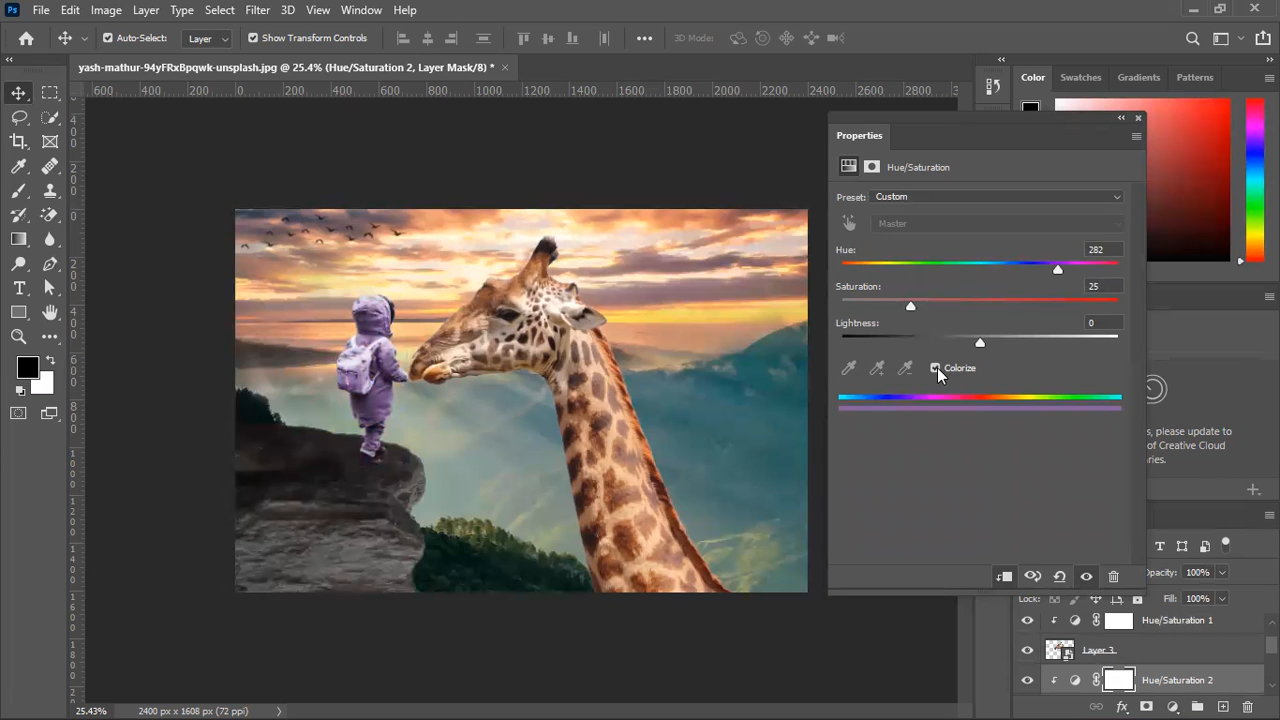 Ps File Edit Image Layer Type Select Filter 3D View Window Help
Auto-Select: Layer Show Transform Controls ••• 3D Mode:
yash-mathur-94yFRxBpqwk-unsplash.jpg @ 25.4% (Hue/Saturation 2, Layer Mask/8) * ×
Color Swatches Gradients Patterns
600 400 200 0 200 400 600 800 1000 1200 1400 1600 1800 2000 2200 2400 2600 2800
Properties
Hue/Saturation
Preset: Custom
Master
Hue: 282
Saturation: 25
Lightness: 0
Colorize
, please update to
of Creative Cloud
ries.
Opacity: 100%
Lock: Fill: 100%
Hue/Saturation 1
Layer 3
Hue/Saturation 2
25.43% 2400 px x 1608 px (72 ppi)